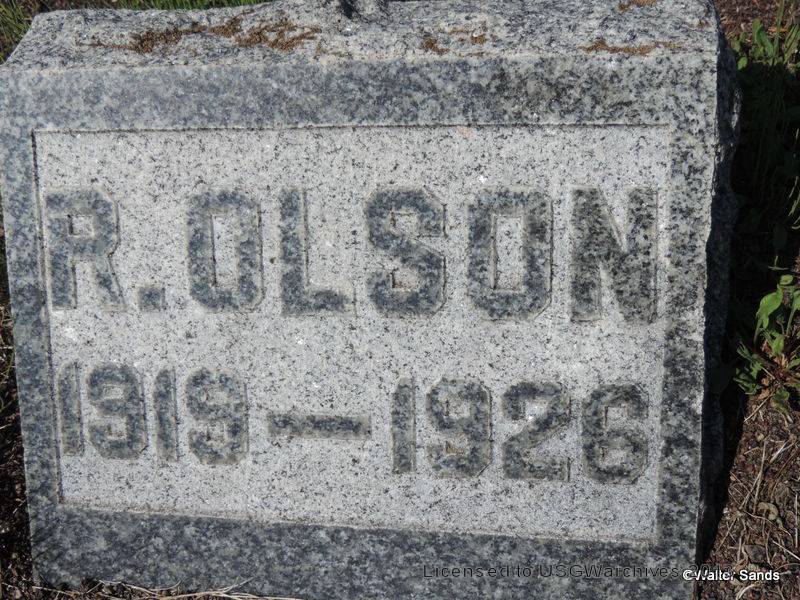 R. OLSON
1919 — 1926
Licensed to USGWarchives
©Walter Sands